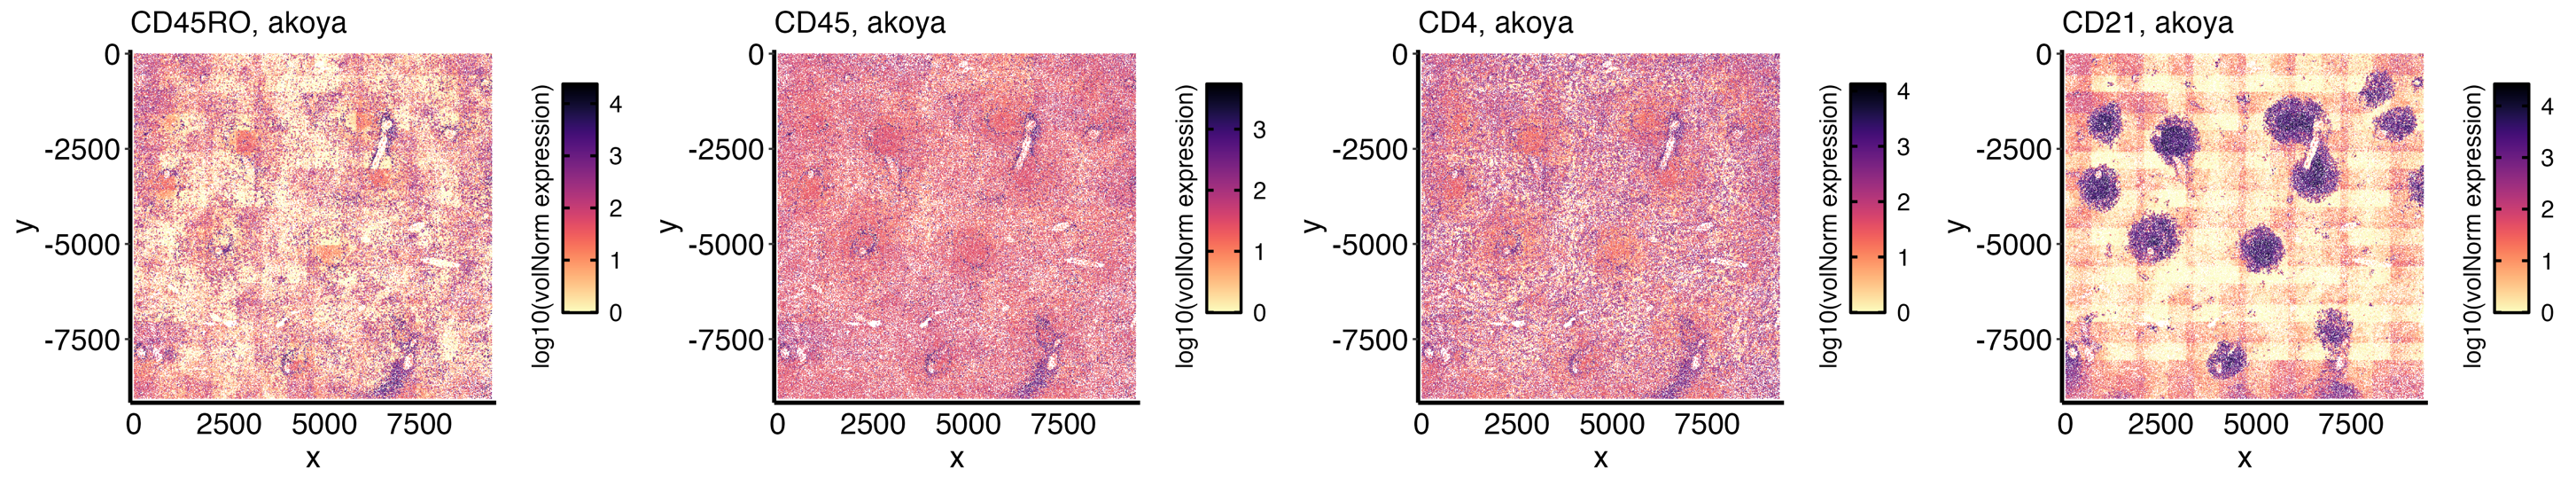 CD45RO, akoya
0
-2500
-5000
-7500
y
0 2500 5000 7500
x
log10(volNorm expression)
4
3
2
1
0
CD45, akoya
0
-2500
-5000
-7500
y
0 2500 5000 7500
x
log10(volNorm expression)
3
2
1
0
CD4, akoya
0
-2500
-5000
-7500
y
0 2500 5000 7500
x
log10(volNorm expression)
4
3
2
1
0
CD21, akoya
0
-2500
-5000
-7500
y
0 2500 5000 7500
x
log10(volNorm expression)
4
3
2
1
0